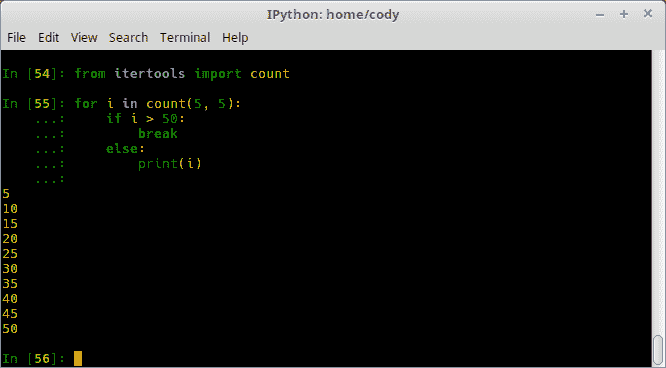 IPython: home/cody
File Edit View Search Terminal Help
In [54]: from itertools import count
In [55]: for i in count(5, 5):
   ...:     if i > 50:
   ...:         break
   ...:     else:
   ...:         print(i)
   ...:
5
10
15
20
25
30
35
40
45
50
In [56]: